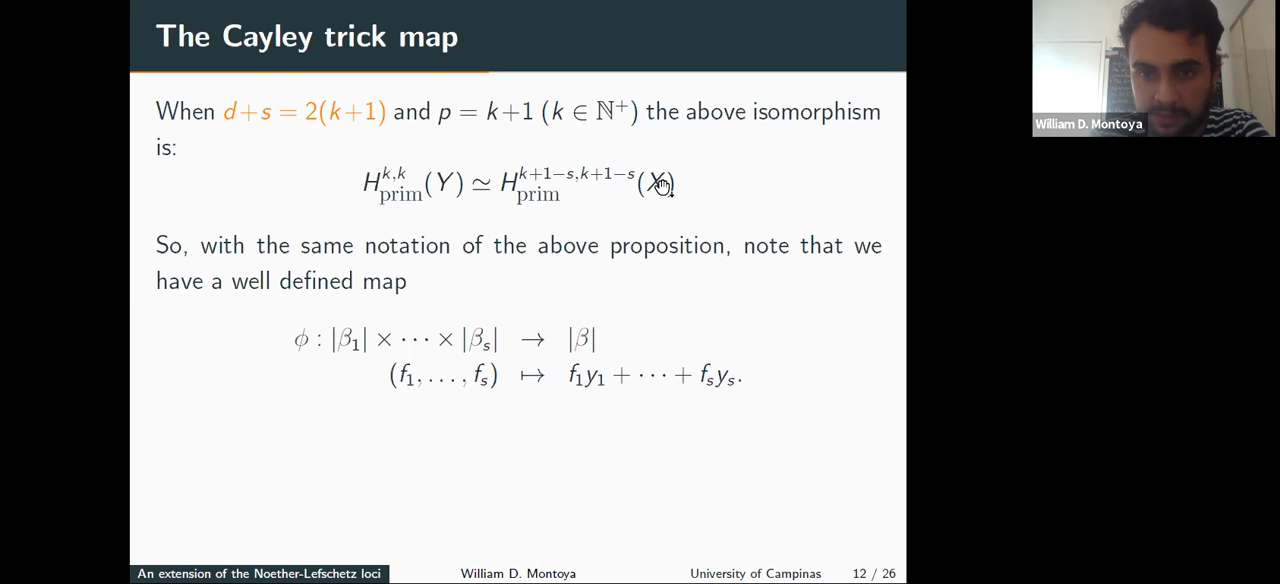 The Cayley trick map
When d+s = 2(k+1) and p = k+1 (k ∈ ℕ⁺) the above isomorphism
is:
H^{k,k}_{prim}(Y) ≃ H^{k+1−s,k+1−s}_{prim}(X)
So, with the same notation of the above proposition, note that we
have a well defined map
ϕ : |β₁| × ⋯ × |βₛ| → |β|
(f₁, …, fₛ) ↦ f₁y₁ + ⋯ + fₛyₛ.
An extension of the Noether-Lefschetz loci William D. Montoya University of Campinas 12 / 26
William D. Montoya